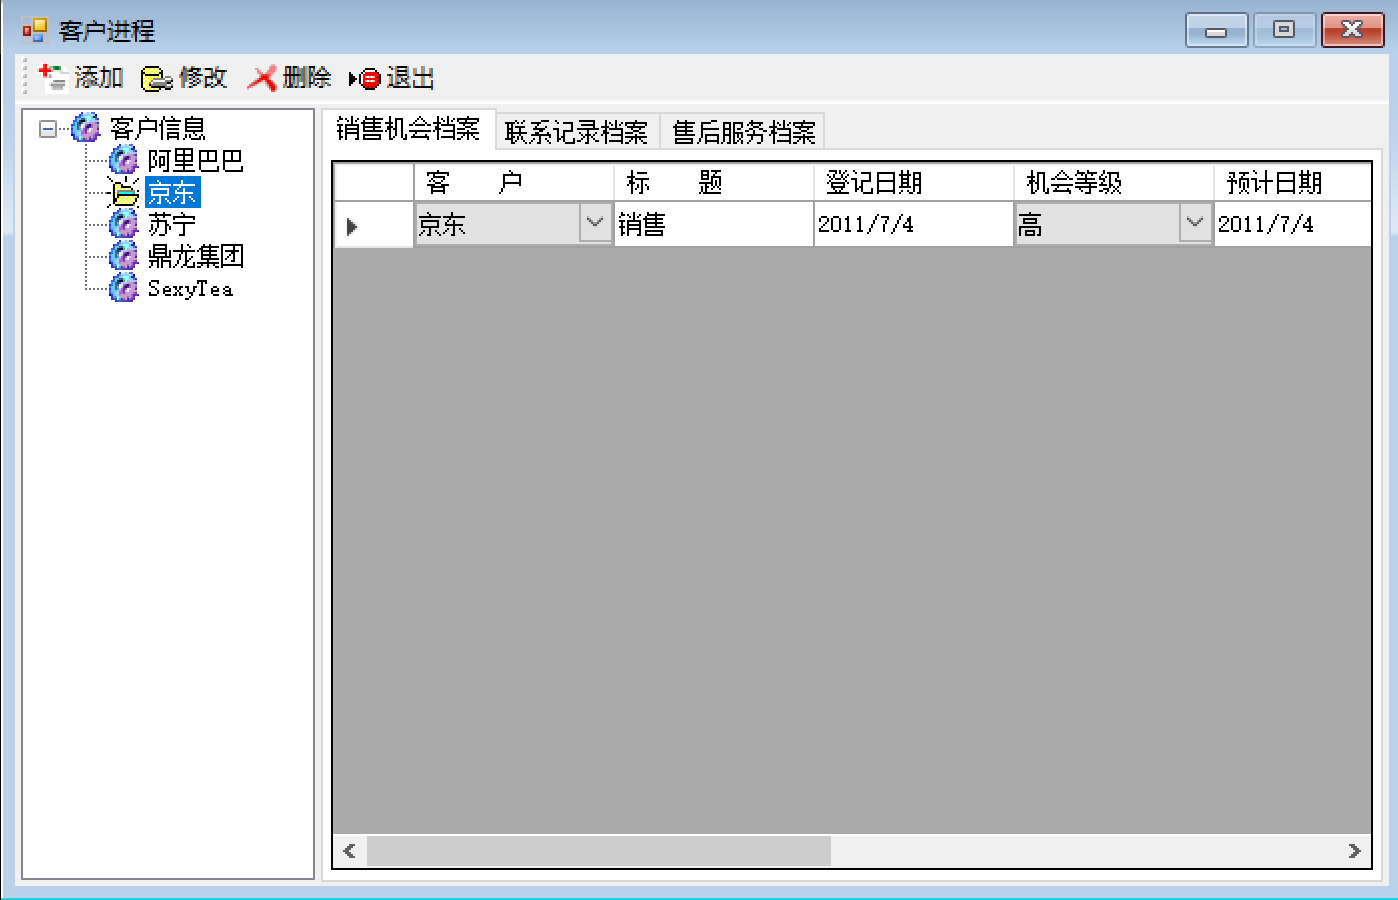 客户进程
添加 修改 删除 退出
客户信息
阿里巴巴
京东
苏宁
鼎龙集团
SexyTea
销售机会档案 联系记录档案 售后服务档案
客 户 标 题 登记日期 机会等级 预计日期
京东 销售 2011/7/4 高 2011/7/4